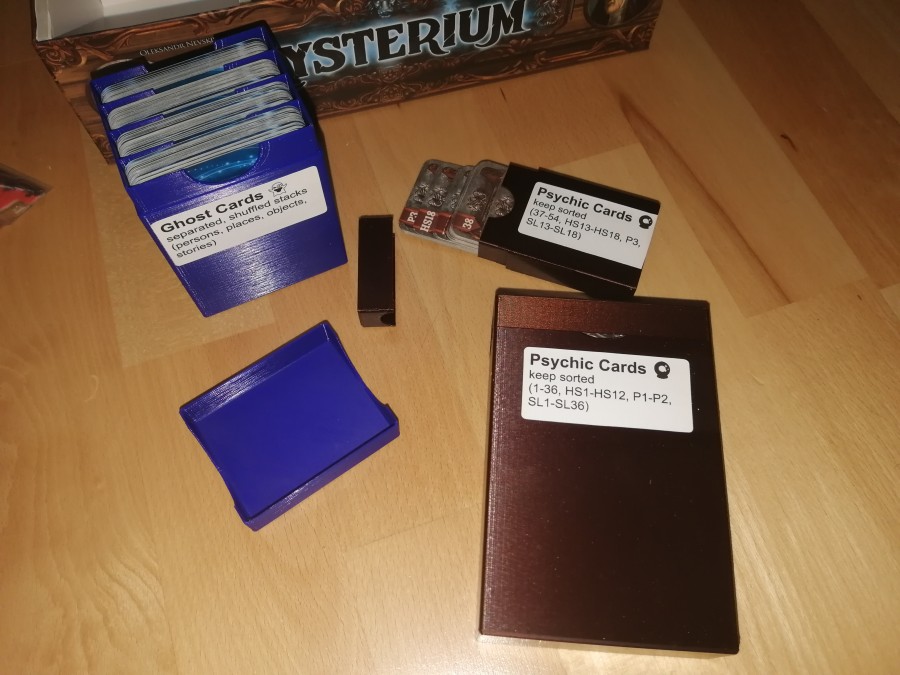 OLEKSANDR NEVSKIY
MYSTERIUM
Ghost Cards
separated, shuffled stacks
(persons, places, objects,
stories)
P3
HS18
38
Psychic Cards
keep sorted
(37-54, HS13-HS18, P3,
SL13-SL18)
Psychic Cards
keep sorted
(1-36, HS1-HS12, P1-P2,
SL1-SL36)